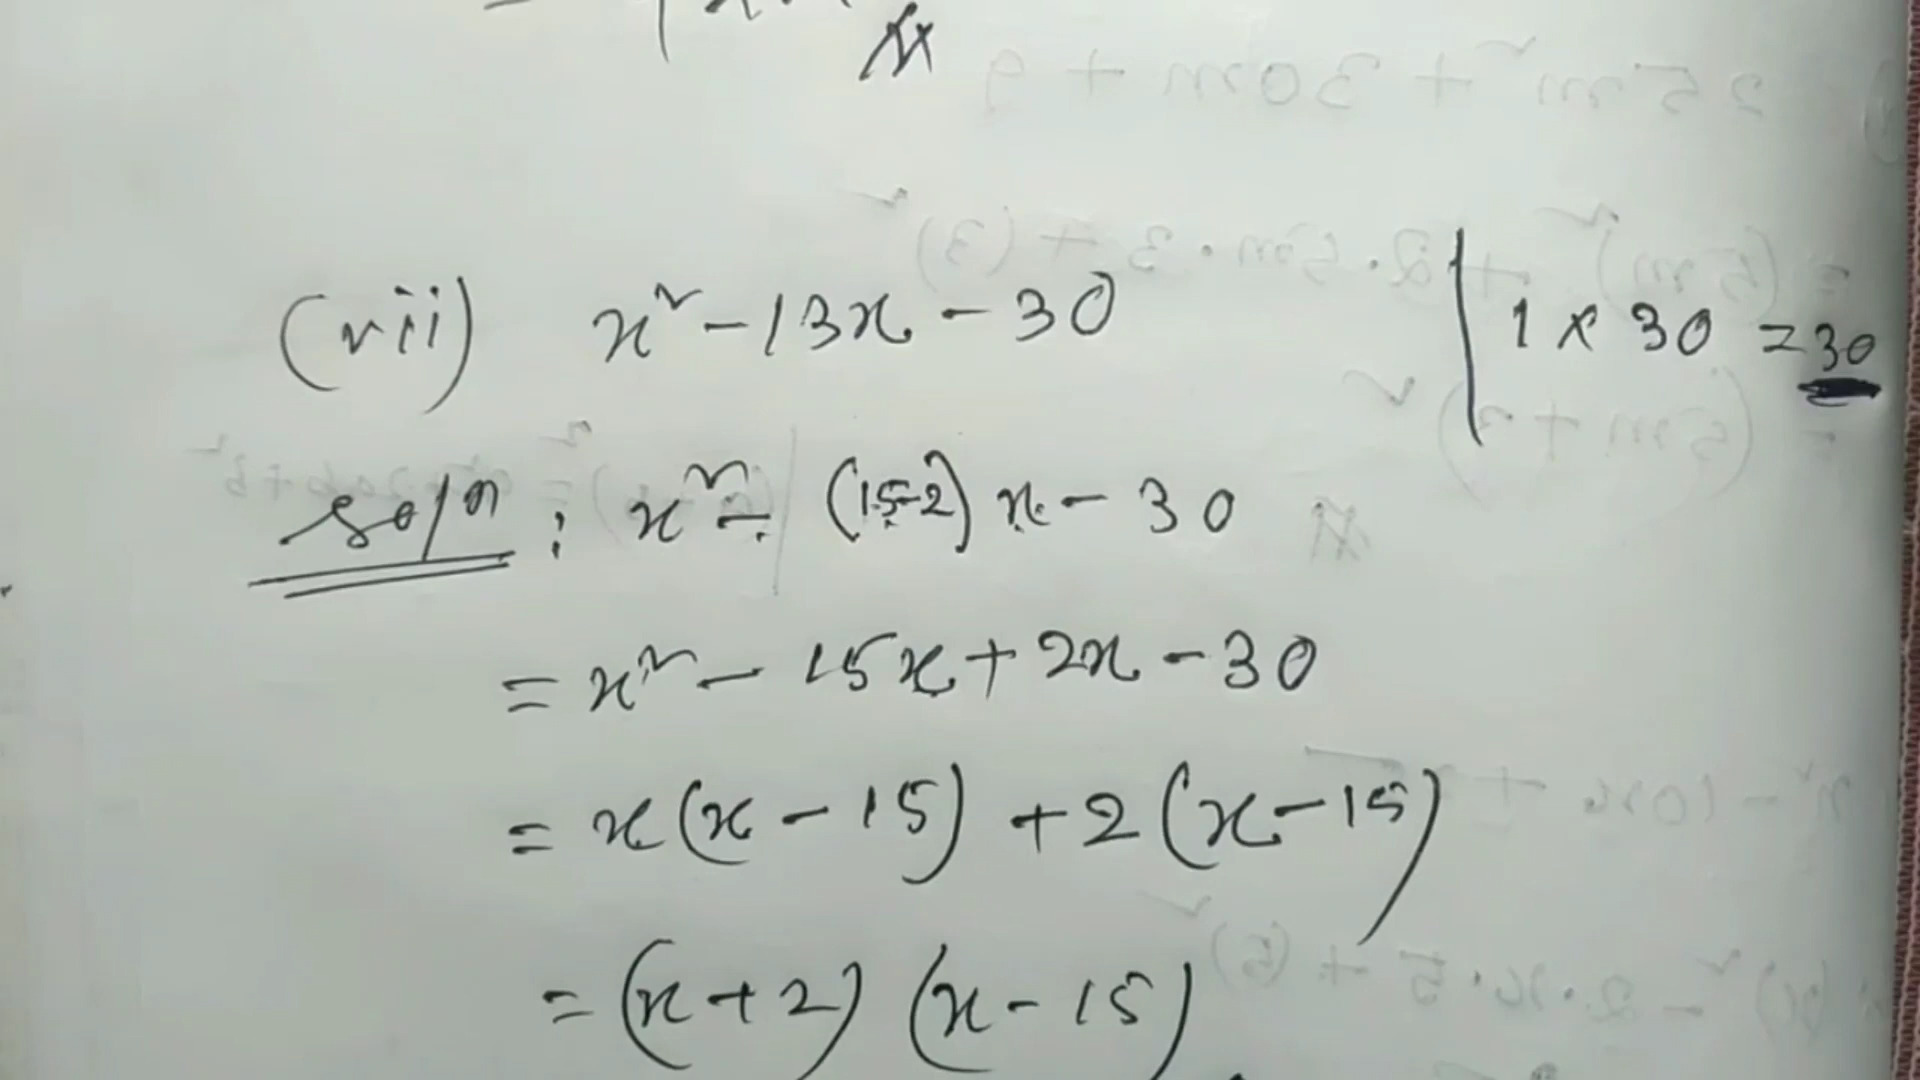 (vii) x² - 13x - 30
1 × 30 = 30
solⁿ : x² - (15-2)x - 30
= x² - 15x + 2x - 30
= x(x - 15) + 2(x - 15)
= (x + 2) (x - 15)